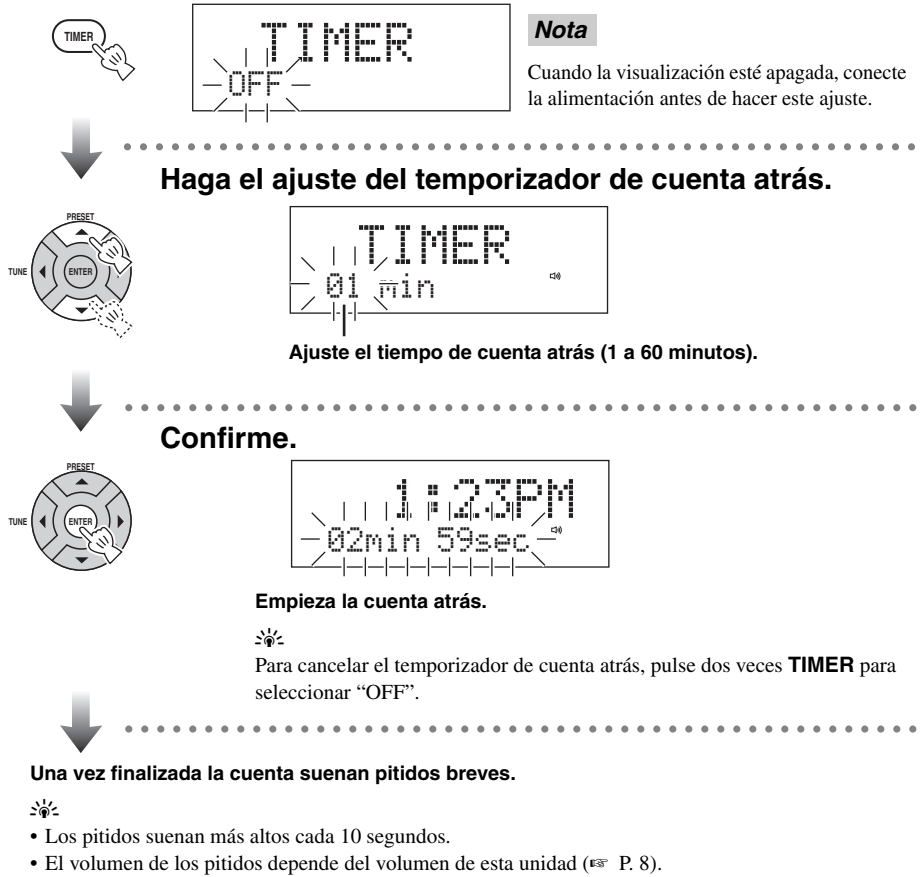 TIMER
TIMER
OFF
Nota
Cuando la visualización esté apagada, conecte
la alimentación antes de hacer este ajuste.
Haga el ajuste del temporizador de cuenta atrás.
PRESET
TUNE
ENTER
TIMER
01 min
Ajuste el tiempo de cuenta atrás (1 a 60 minutos).
Confirme.
PRESET
TUNE
ENTER
1:23PM
02min 59sec
Empieza la cuenta atrás.
Para cancelar el temporizador de cuenta atrás, pulse dos veces TIMER para
seleccionar “OFF”.
Una vez finalizada la cuenta suenan pitidos breves.
• Los pitidos suenan más altos cada 10 segundos.
• El volumen de los pitidos depende del volumen de esta unidad (☞ P. 8).